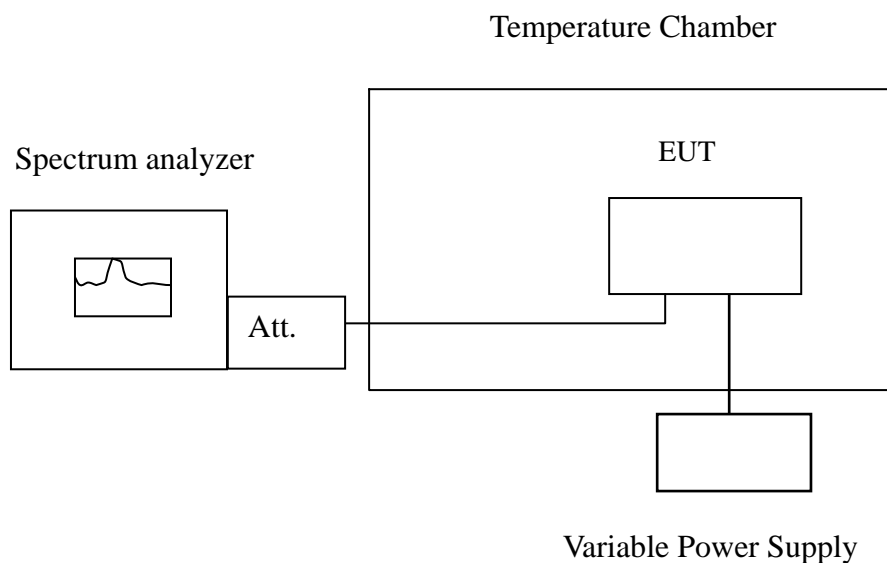 Temperature Chamber
Spectrum analyzer
EUT
Att.
Variable Power Supply